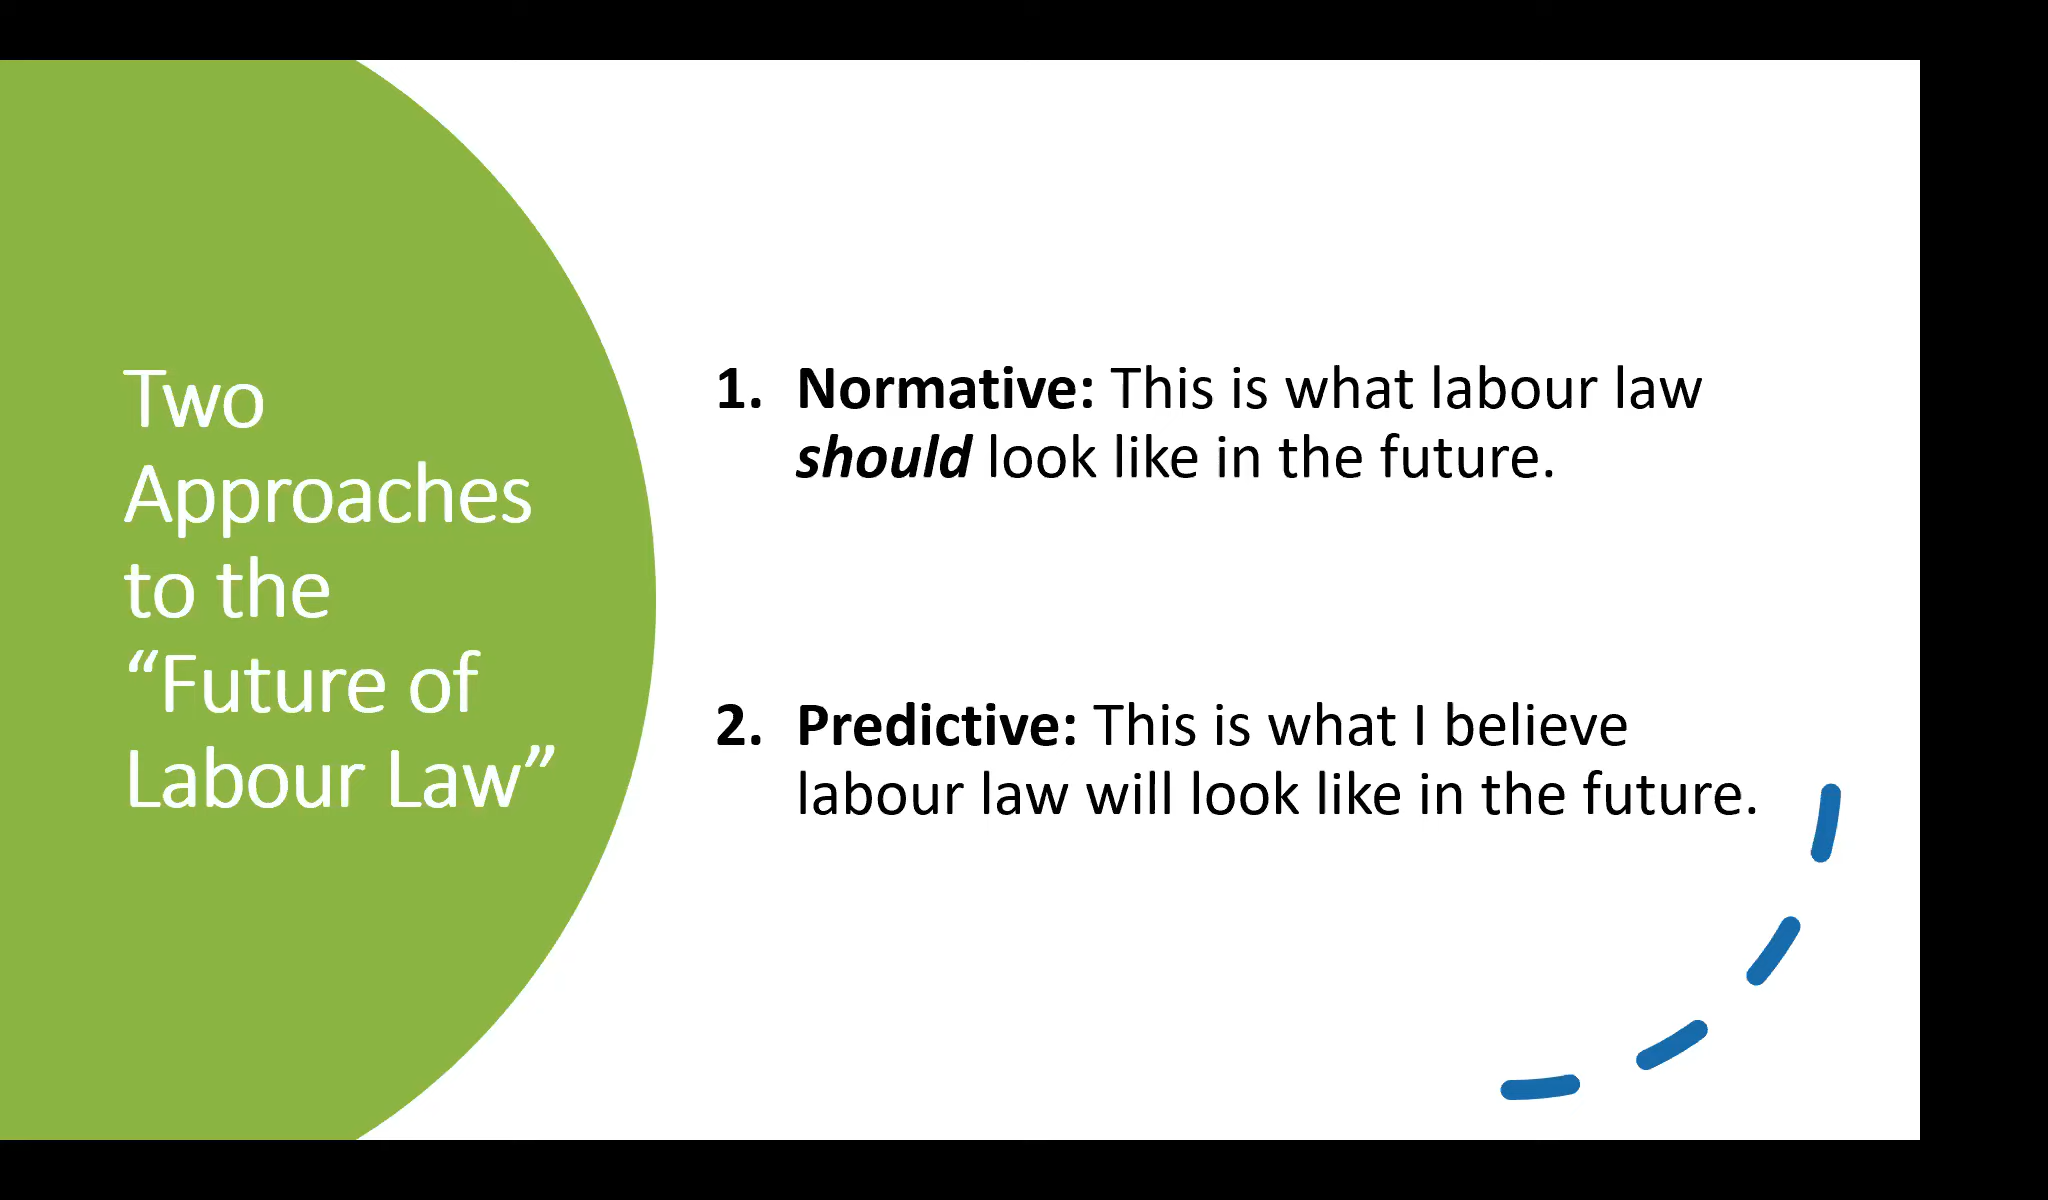 Two
Approaches
to the
“Future of
Labour Law”
1. Normative: This is what labour law
should look like in the future.
2. Predictive: This is what I believe
labour law will look like in the future.